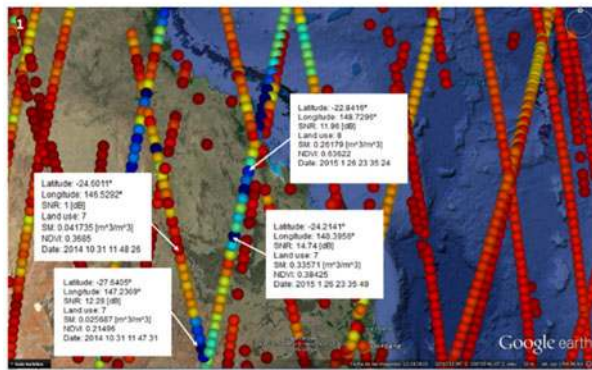 1
Latitude: -22.8416°
Longitude: 148.7296°
SNR: 11.96 [dB]
Land use: 8
SM: 0.26179 [m^3/m^3]
NDVI: 0.63622
Date: 2015 1 26 23 35 24
Latitude: -24.6011°
Longitude: 146.5292°
SNR: 1 [dB]
Land use: 7
SM: 0.041735 [m^3/m^3]
NDVI: 0.3685
Date: 2014 10 31 11 48 26
Latitude: -24.2141°
Longitude: 148.3958°
SNR: 14.74 [dB]
Land use: 7
SM: 0.33571 [m^3/m^3]
NDVI: 0.38425
Date: 2015 1 26 23 35 49
Latitude: -27.6405°
Longitude: 147.2369°
SNR: 12.28 [dB]
Land use: 7
SM: 0.025687 [m^3/m^3]
NDVI: 0.21496
Date: 2014 10 31 11 47 31
Google earth